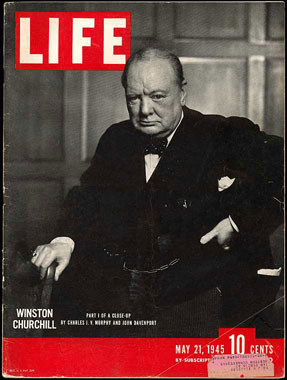 LIFE
WINSTON
CHURCHILL
PART I OF A CLOSE-UP
BY CHARLES J. V. MURPHY AND JOHN DAVENPORT
MAY 21, 1945 10 CENTS
BY SUBSCRIPT